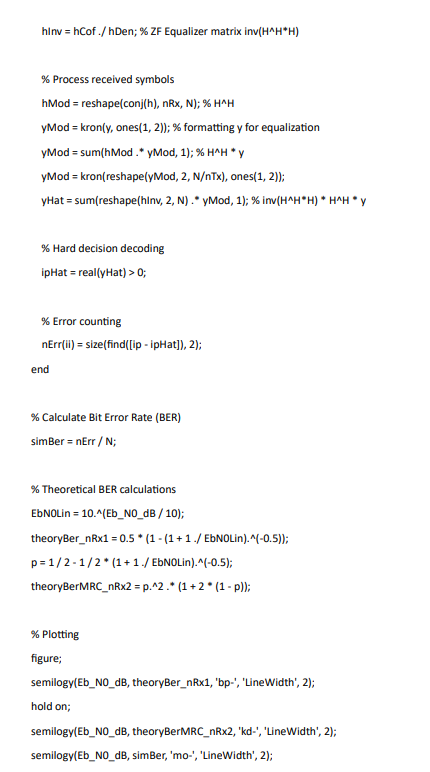 hInv = hCof ./ hDen; % ZF Equalizer matrix inv(H^H*H)
% Process received symbols
hMod = reshape(conj(h), nRx, N); % H^H
yMod = kron(y, ones(1, 2)); % formatting y for equalization
yMod = sum(hMod .* yMod, 1); % H^H * y
yMod = kron(reshape(yMod, 2, N/nTx), ones(1, 2));
yHat = sum(reshape(hInv, 2, N) .* yMod, 1); % inv(H^H*H) * H^H * y
% Hard decision decoding
ipHat = real(yHat) > 0;
% Error counting
nErr(ii) = size(find([ip - ipHat]), 2);
end
% Calculate Bit Error Rate (BER)
simBer = nErr / N;
% Theoretical BER calculations
EbN0Lin = 10.^(Eb_N0_dB / 10);
theoryBer_nRx1 = 0.5 * (1 - (1 + 1 ./ EbN0Lin).^(-0.5));
p = 1 / 2 - 1 / 2 * (1 + 1 ./ EbN0Lin).^(-0.5);
theoryBerMRC_nRx2 = p.^2 .* (1 + 2 * (1 - p));
% Plotting
figure;
semilogy(Eb_N0_dB, theoryBer_nRx1, 'bp-', 'LineWidth', 2);
hold on;
semilogy(Eb_N0_dB, theoryBerMRC_nRx2, 'kd-', 'LineWidth', 2);
semilogy(Eb_N0_dB, simBer, 'mo-', 'LineWidth', 2);